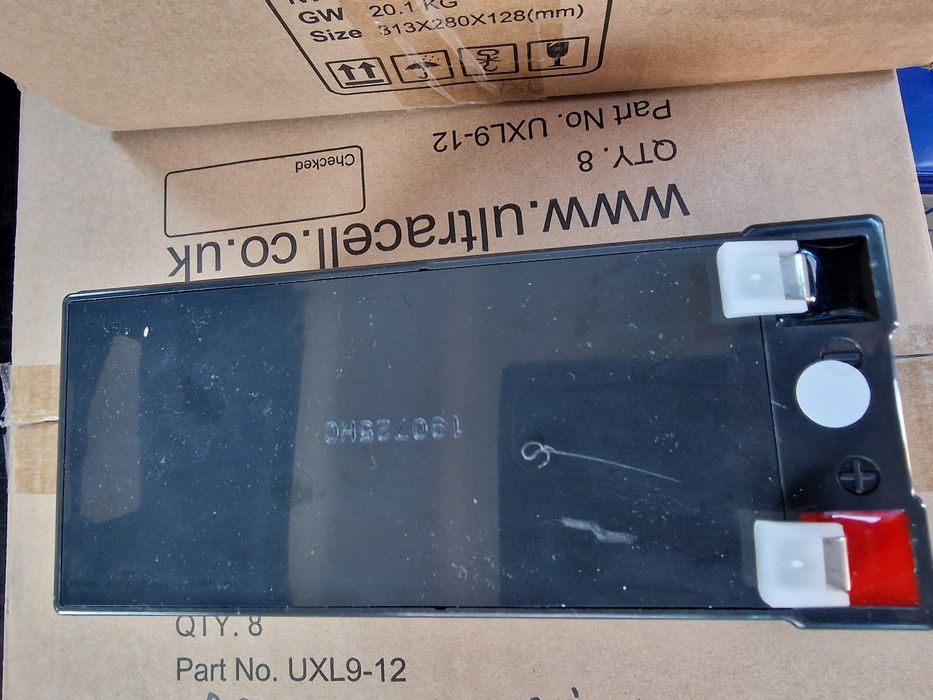 GW 20.1 KG
Size 313X280X128(mm)
Part No. UXL9-12
QTY. 8
Checked
www.ultracell.co.uk
190725HC
QTY. 8
Part No. UXL9-12